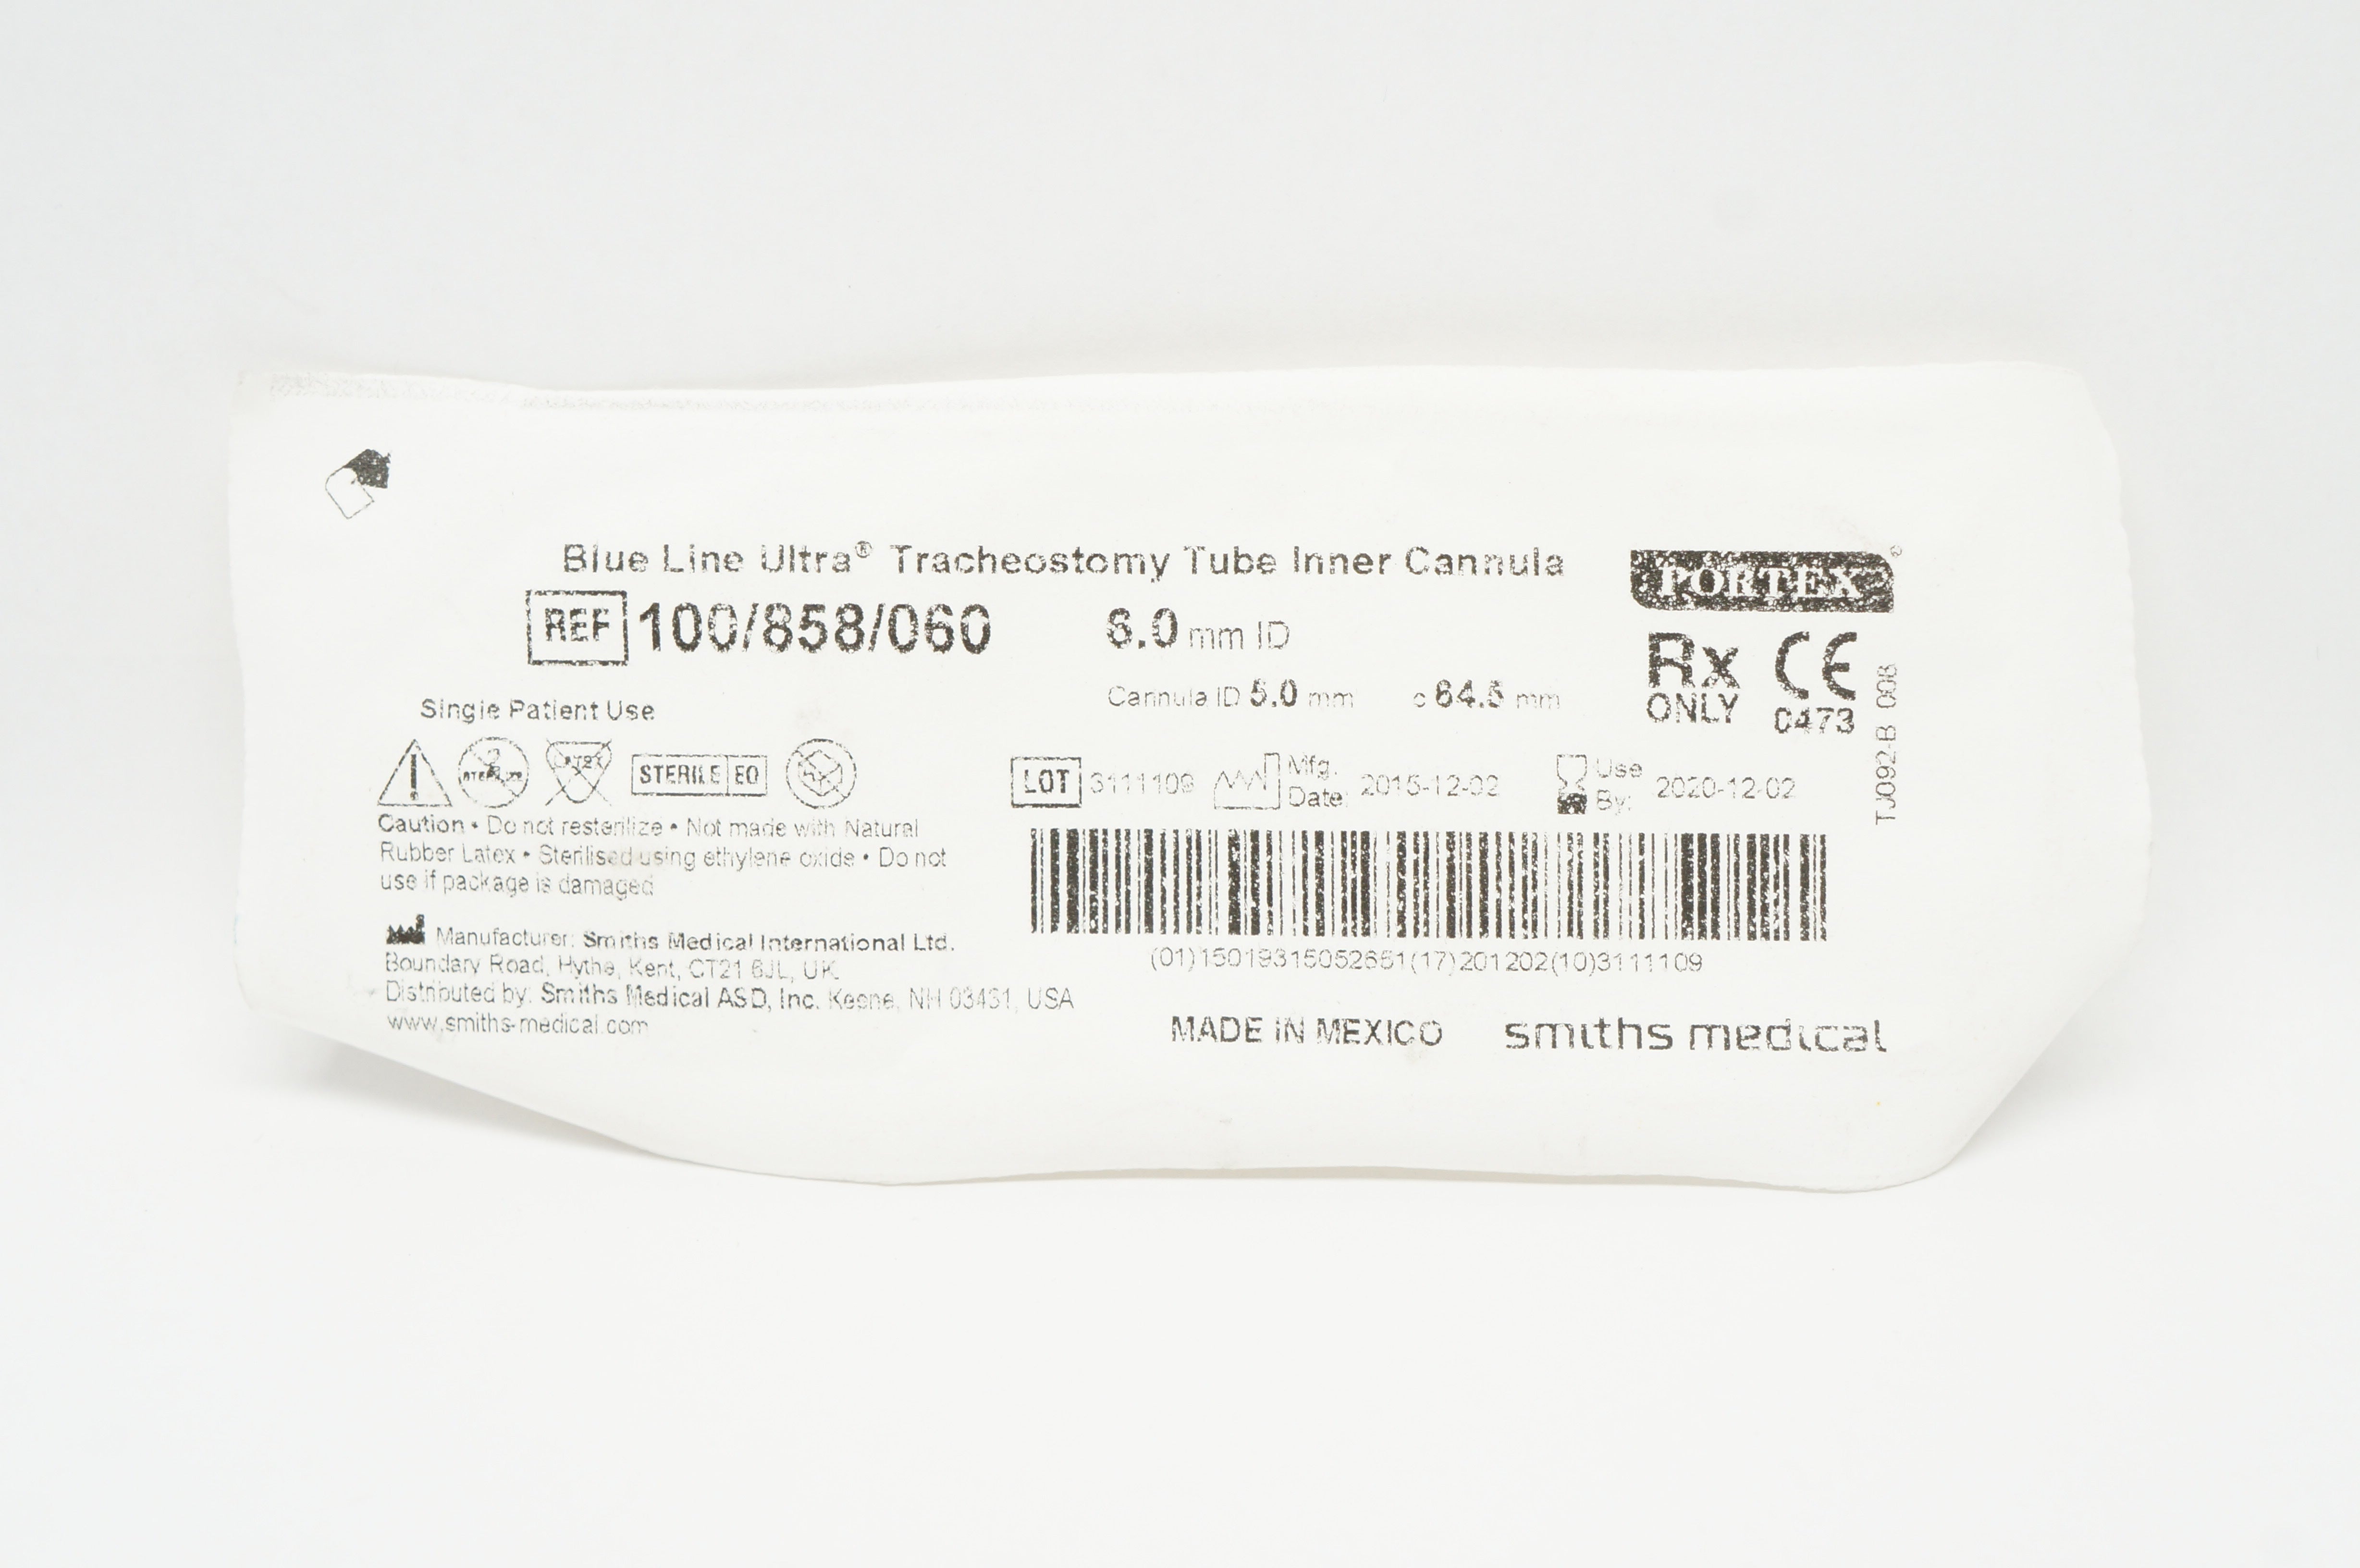 Blue Line Ultra® Tracheostomy Tube Inner Cannula
PORTEX®
REF 100/858/060 6.0 mm ID
Rx ONLY CE 0473
Cannula ID 5.0 mm c 64.5 mm
Single Patient Use
STERILE EO
LOT 3111109 Mfg. Date: 2015-12-02 Use By: 2020-12-02
TJ092-B 008
Caution • Do not resterilize • Not made with Natural
Rubber Latex • Sterilised using ethylene oxide • Do not
use if package is damaged
(01)15019315052651(17)201202(10)3111109
Manufacturer: Smiths Medical International Ltd.
Boundary Road, Hythe, Kent, CT21 6JL, UK.
Distributed by: Smiths Medical ASD, Inc. Keene, NH 03431, USA
www.smiths-medical.com
MADE IN MEXICO smiths medical